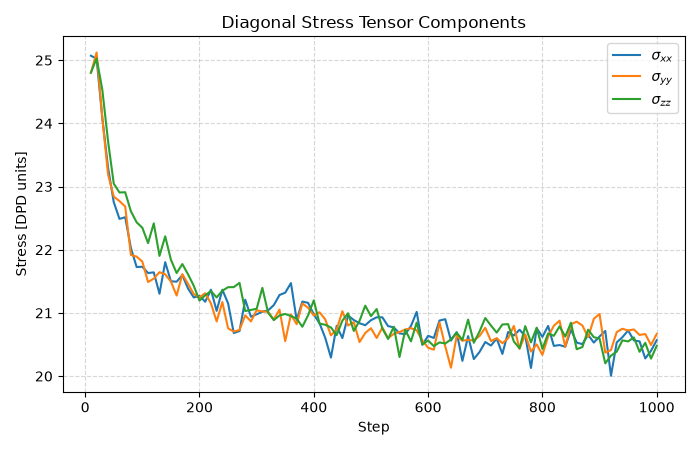 Diagonal Stress Tensor Components
25
24
23
22
21
20
Stress [DPD units]
σxx
σyy
σzz
0
200
400
600
800
1000
Step